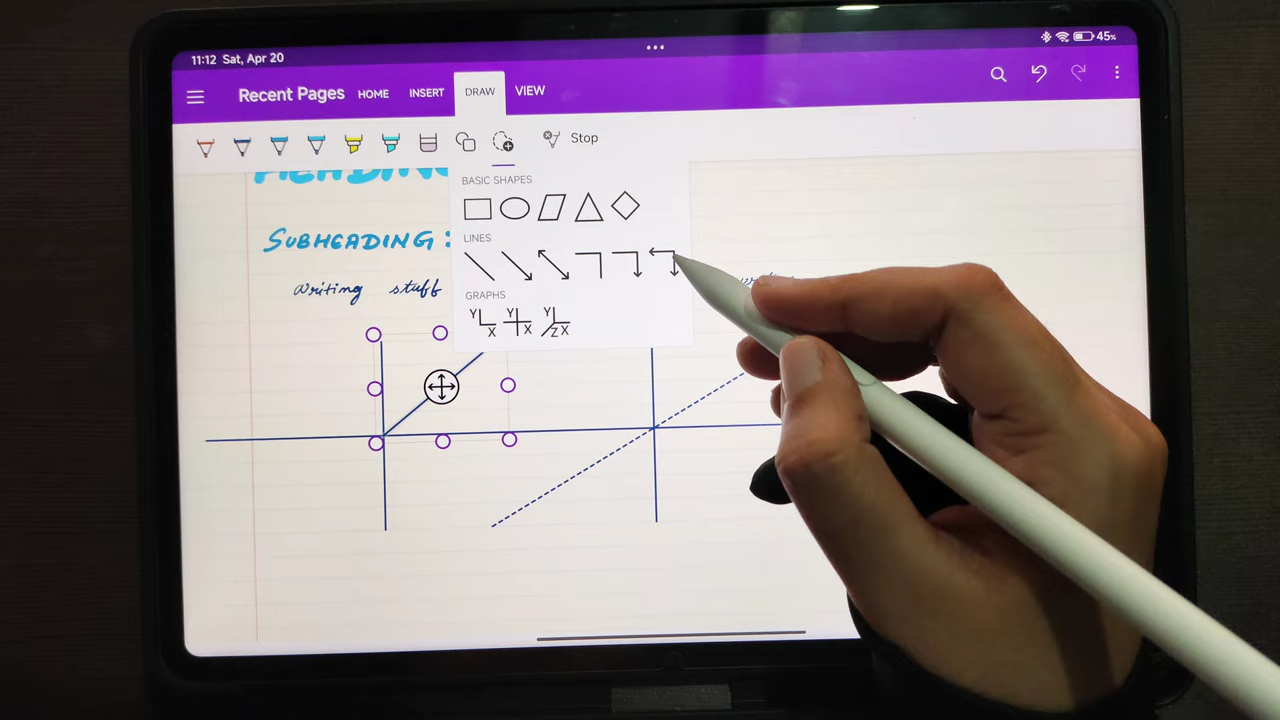 11:12 Sat, Apr 20
45%
Recent Pages HOME INSERT DRAW VIEW
Stop
HEADING
BASIC SHAPES
SUBHEADING:
LINES
Writing stuff
GRAPHS
Y X Y X Y Z X